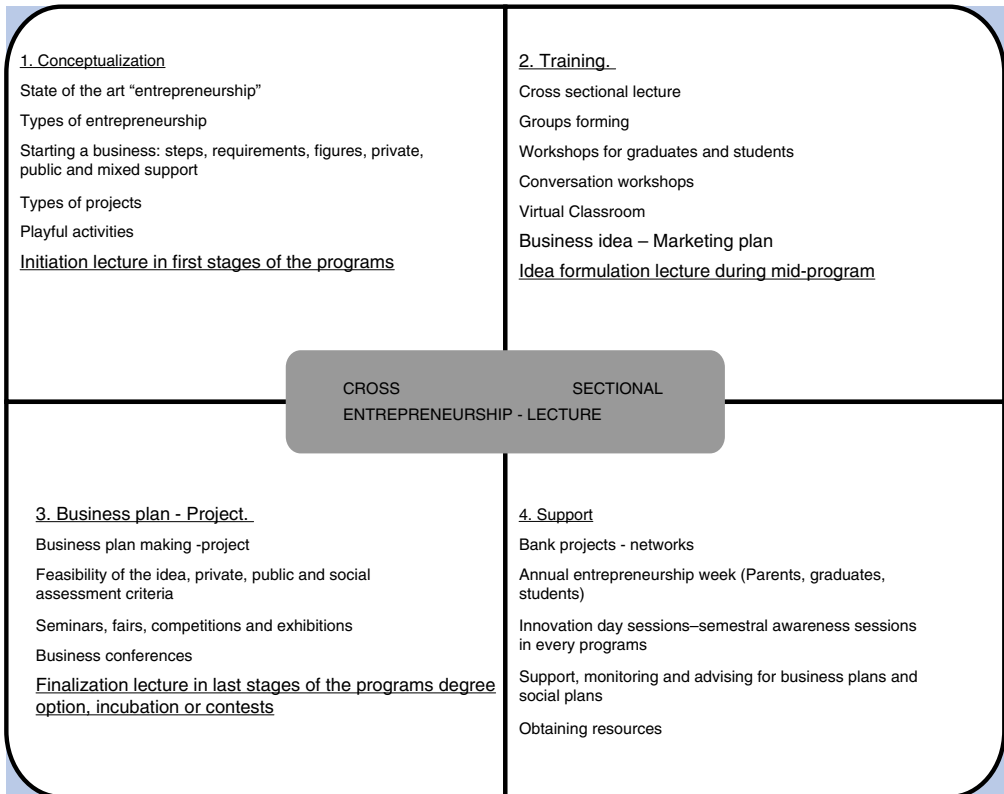 1. Conceptualization
State of the art “entrepreneurship”
Types of entrepreneurship
Starting a business: steps, requirements, figures, private,
public and mixed support
Types of projects
Playful activities
Initiation lecture in first stages of the programs
2. Training.
Cross sectional lecture
Groups forming
Workshops for graduates and students
Conversation workshops
Virtual Classroom
Business idea – Marketing plan
Idea formulation lecture during mid-program
CROSS SECTIONAL
ENTREPRENEURSHIP - LECTURE
3. Business plan - Project.
Business plan making -project
Feasibility of the idea, private, public and social
assessment criteria
Seminars, fairs, competitions and exhibitions
Business conferences
Finalization lecture in last stages of the programs degree
option, incubation or contests
4. Support
Bank projects - networks
Annual entrepreneurship week (Parents, graduates,
students)
Innovation day sessions–semestral awareness sessions
in every programs
Support, monitoring and advising for business plans and
social plans
Obtaining resources